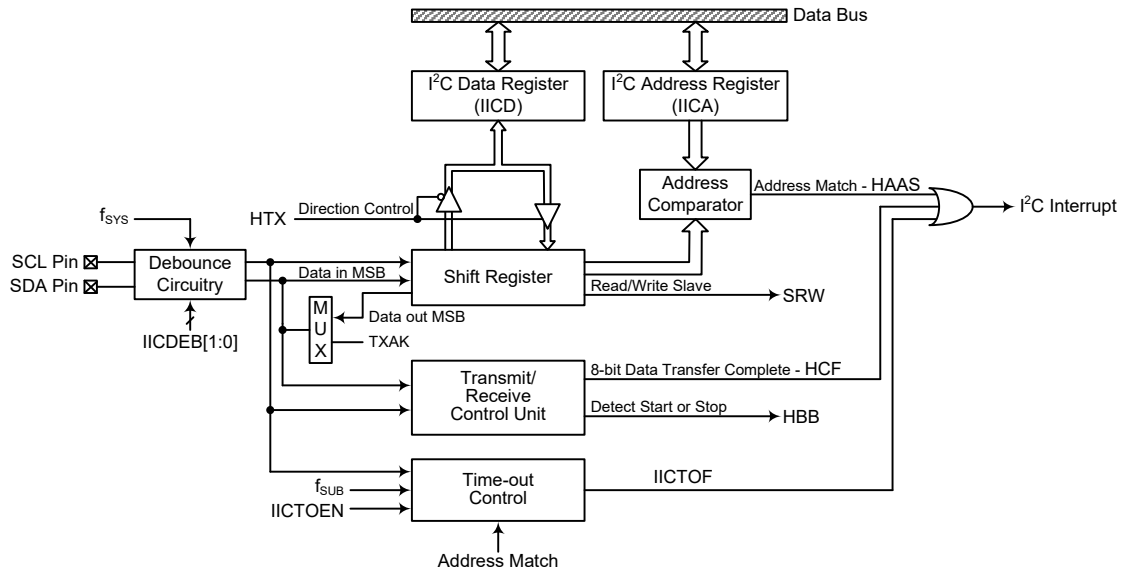 Data Bus
I²C Data Register
(IICD)
I²C Address Register
(IICA)
Address
Comparator
Address Match - HAAS
I²C Interrupt
HTX
Direction Control
fSYS
SCL Pin
SDA Pin
Debounce
Circuitry
IICDEB[1:0]
Data in MSB
Shift Register
Read/Write Slave
SRW
M
U
X
Data out MSB
TXAK
Transmit/
Receive
Control Unit
8-bit Data Transfer Complete - HCF
Detect Start or Stop
HBB
fSUB
IICTOEN
Time-out
Control
IICTOF
Address Match